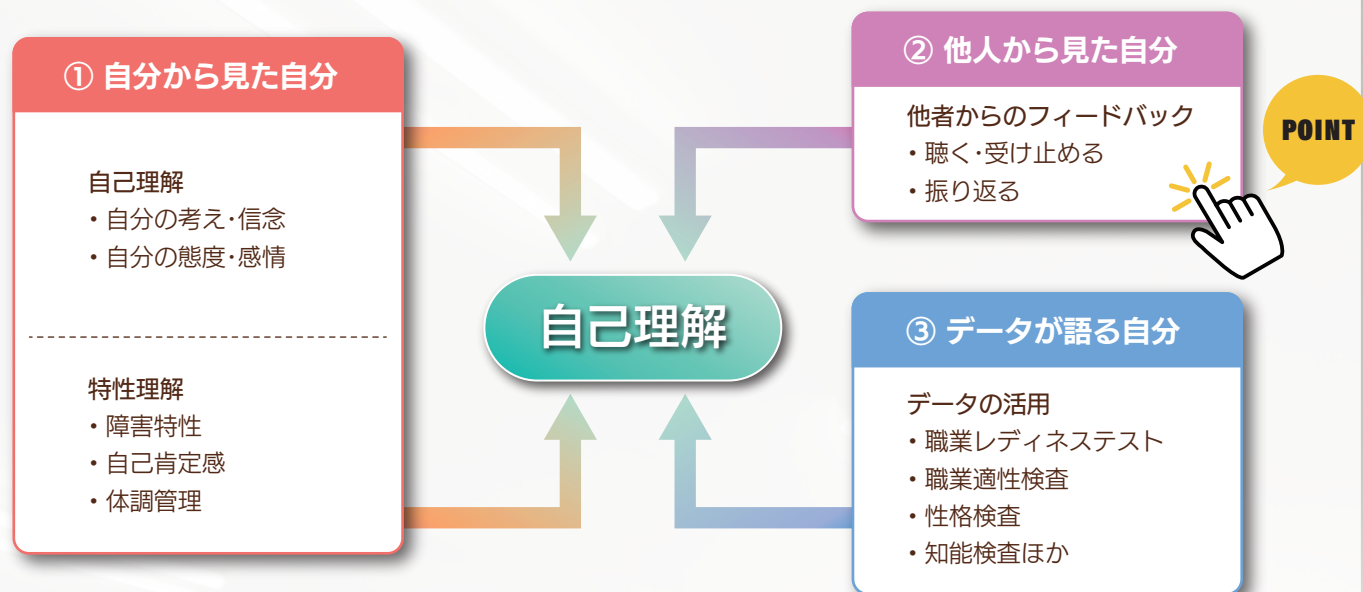 ① 自分から見た自分
自己理解
・自分の考え・信念
・自分の態度・感情
特性理解
・障害特性
・自己肯定感
・体調管理
自己理解
② 他人から見た自分
他者からのフィードバック
・聴く・受け止める
・振り返る
POINT
③ データが語る自分
データの活用
・職業レディネステスト
・職業適性検査
・性格検査
・知能検査ほか